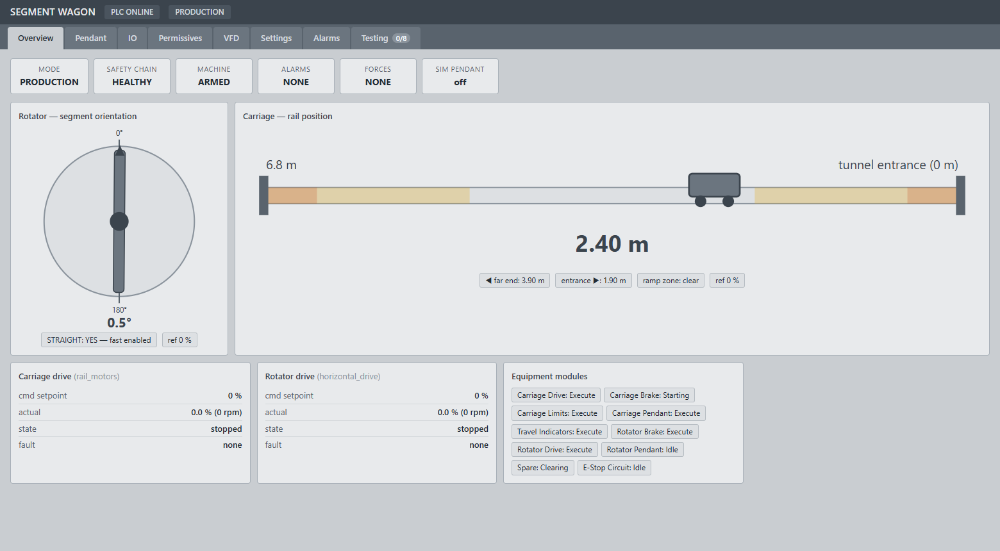 SEGMENT WAGON PLC ONLINE PRODUCTION
Overview Pendant IO Permissives VFD Settings Alarms Testing 0/8
MODE
PRODUCTION
SAFETY CHAIN
HEALTHY
MACHINE
ARMED
ALARMS
NONE
FORCES
NONE
SIM PENDANT
off
Rotator — segment orientation
0°
180°
0.5°
STRAIGHT: YES — fast enabled ref 0 %
Carriage — rail position
6.8 m tunnel entrance (0 m)
2.40 m
◀ far end: 3.90 m entrance ▶: 1.90 m ramp zone: clear ref 0 %
Carriage drive (rail_motors)
cmd setpoint 0 %
actual 0.0 % (0 rpm)
state stopped
fault none
Rotator drive (horizontal_drive)
cmd setpoint 0 %
actual 0.0 % (0 rpm)
state stopped
fault none
Equipment modules
Carriage Drive: Execute Carriage Brake: Starting
Carriage Limits: Execute Carriage Pendant: Execute
Travel Indicators: Execute Rotator Brake: Execute
Rotator Drive: Execute Rotator Pendant: Idle
Spare: Clearing E-Stop Circuit: Idle